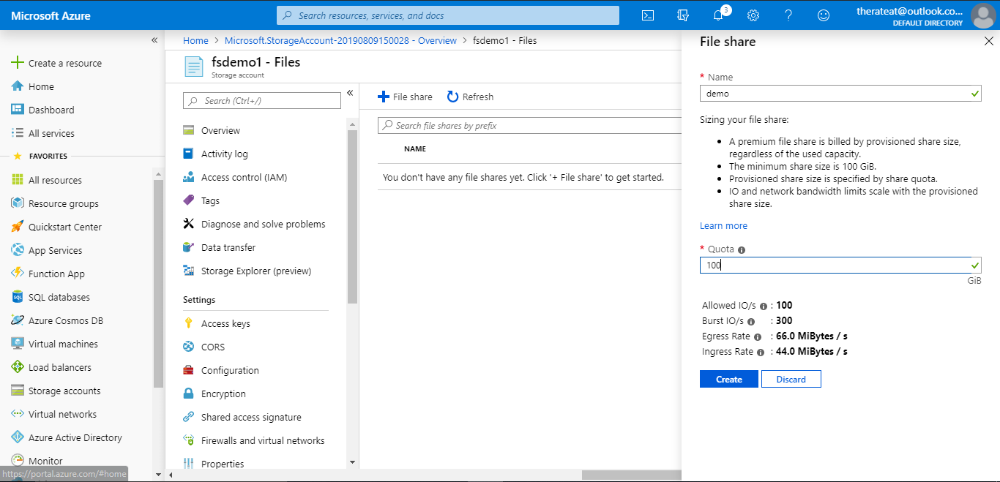 Microsoft Azure
Search resources, services, and docs
3
therateat@outlook.co...
DEFAULT DIRECTORY
Create a resource
Home
Dashboard
All services
FAVORITES
All resources
Resource groups
Quickstart Center
App Services
Function App
SQL databases
Azure Cosmos DB
Virtual machines
Load balancers
Storage accounts
Virtual networks
Azure Active Directory
Monitor
https://portal.azure.com/#home
Home > Microsoft.StorageAccount-20190809150028 - Overview > fsdemo1 - Files
fsdemo1 - Files
Storage account
Search (Ctrl+/)
Overview
Activity log
Access control (IAM)
Tags
Diagnose and solve problems
Data transfer
Storage Explorer (preview)
Settings
Access keys
CORS
Configuration
Encryption
Shared access signature
Firewalls and virtual networks
Properties
File share
Refresh
Search file shares by prefix
NAME
You don't have any file shares yet. Click '+ File share' to get started.
File share
* Name
demo
Sizing your file share:
• A premium file share is billed by provisioned share size,
regardless of the used capacity.
• The minimum share size is 100 GiB.
• Provisioned share size is specified by share quota.
• IO and network bandwidth limits scale with the provisioned
share size.
Learn more
* Quota
100
GiB
Allowed IO/s : 100
Burst IO/s : 300
Egress Rate : 66.0 MiBytes / s
Ingress Rate : 44.0 MiBytes / s
Create
Discard